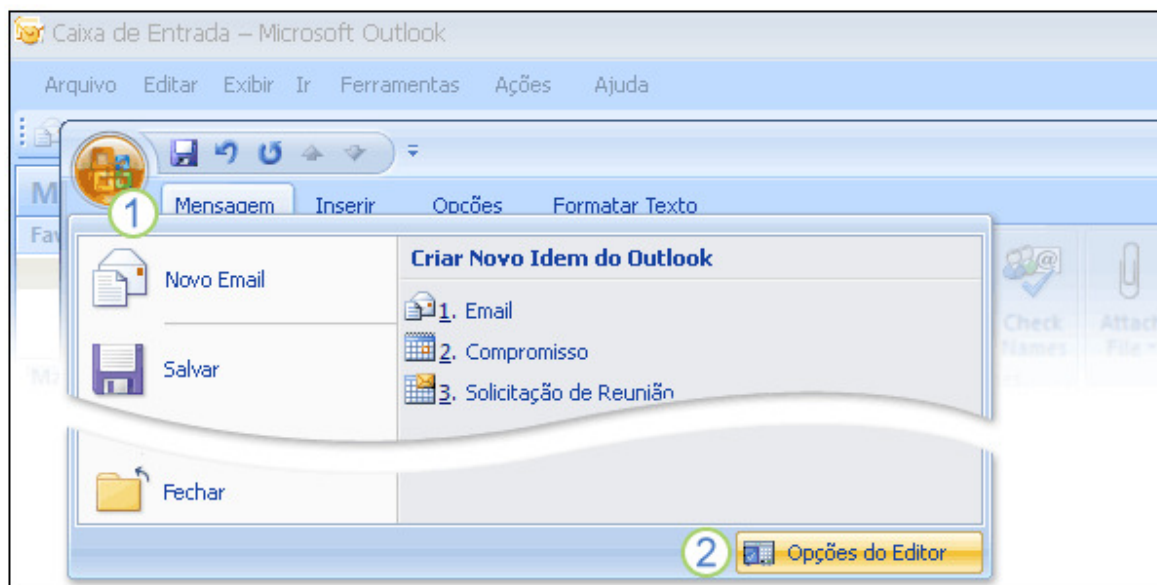 Caixa de Entrada – Microsoft Outlook
Arquivo Editar Exibir Ir Ferramentas Ações Ajuda
M
1 Mensagem Inserir Opções Formatar Texto
Fav
Novo Email
Criar Novo Idem do Outlook
1. Email
2. Compromisso
Salvar
3. Solicitação de Reunião
Check Names
Attach File
Fechar
2 Opções do Editor